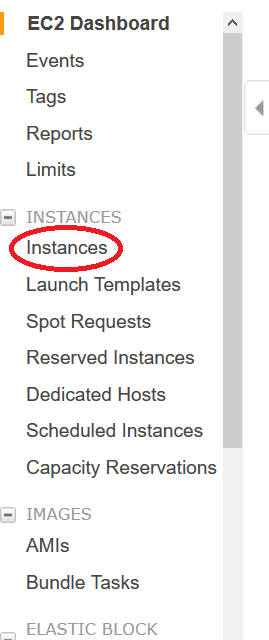 EC2 Dashboard
Events
Tags
Reports
Limits
INSTANCES
Instances
Launch Templates
Spot Requests
Reserved Instances
Dedicated Hosts
Scheduled Instances
Capacity Reservations
IMAGES
AMIs
Bundle Tasks
ELASTIC BLOCK